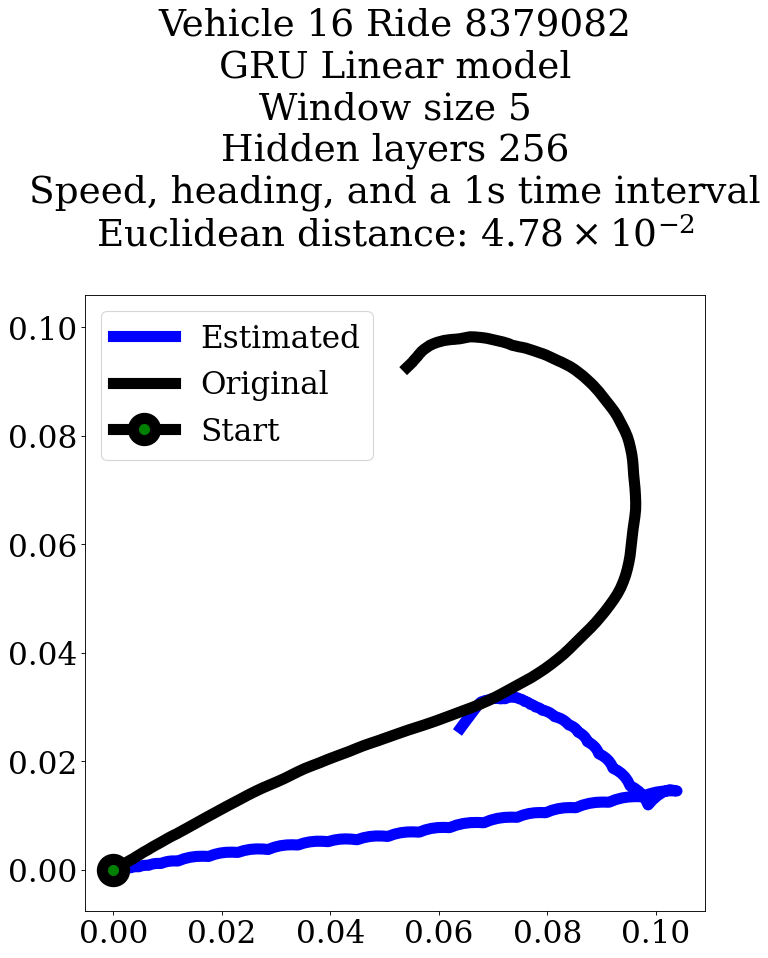 Vehicle 16 Ride 8379082
GRU Linear model
Window size 5
Hidden layers 256
Speed, heading, and a 1s time interval
Euclidean distance: 4.78 × 10⁻²
Estimated
Original
Start
0.10
0.08
0.06
0.04
0.02
0.00
0.00 0.02 0.04 0.06 0.08 0.10